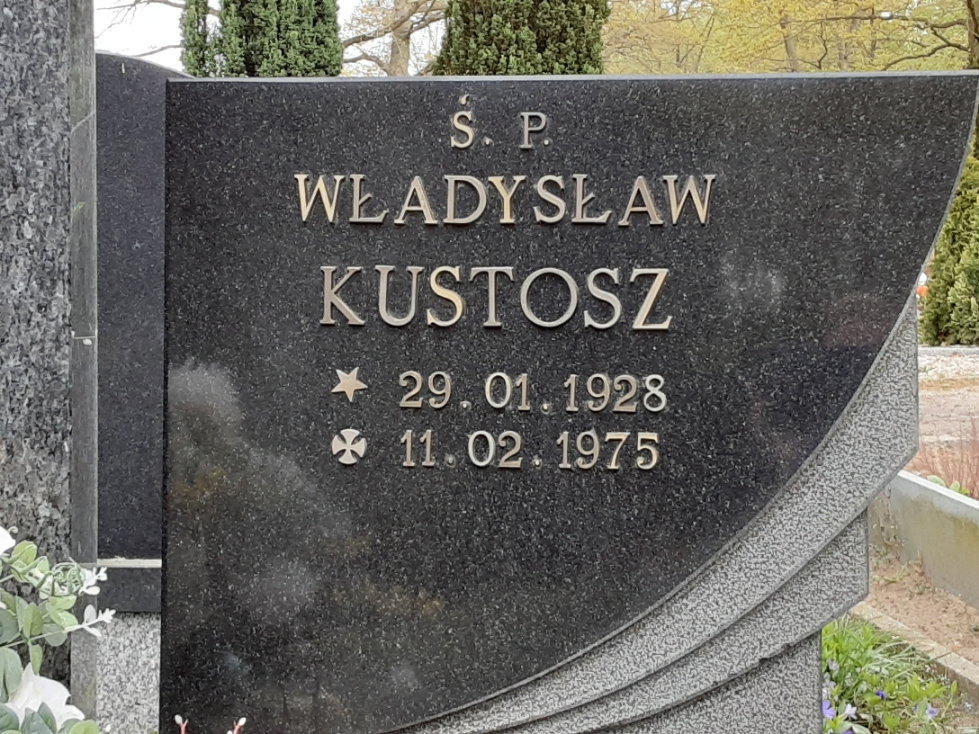 Ś. P.
WŁADYSŁAW
KUSTOSZ
29.01.1928
11.02.1975